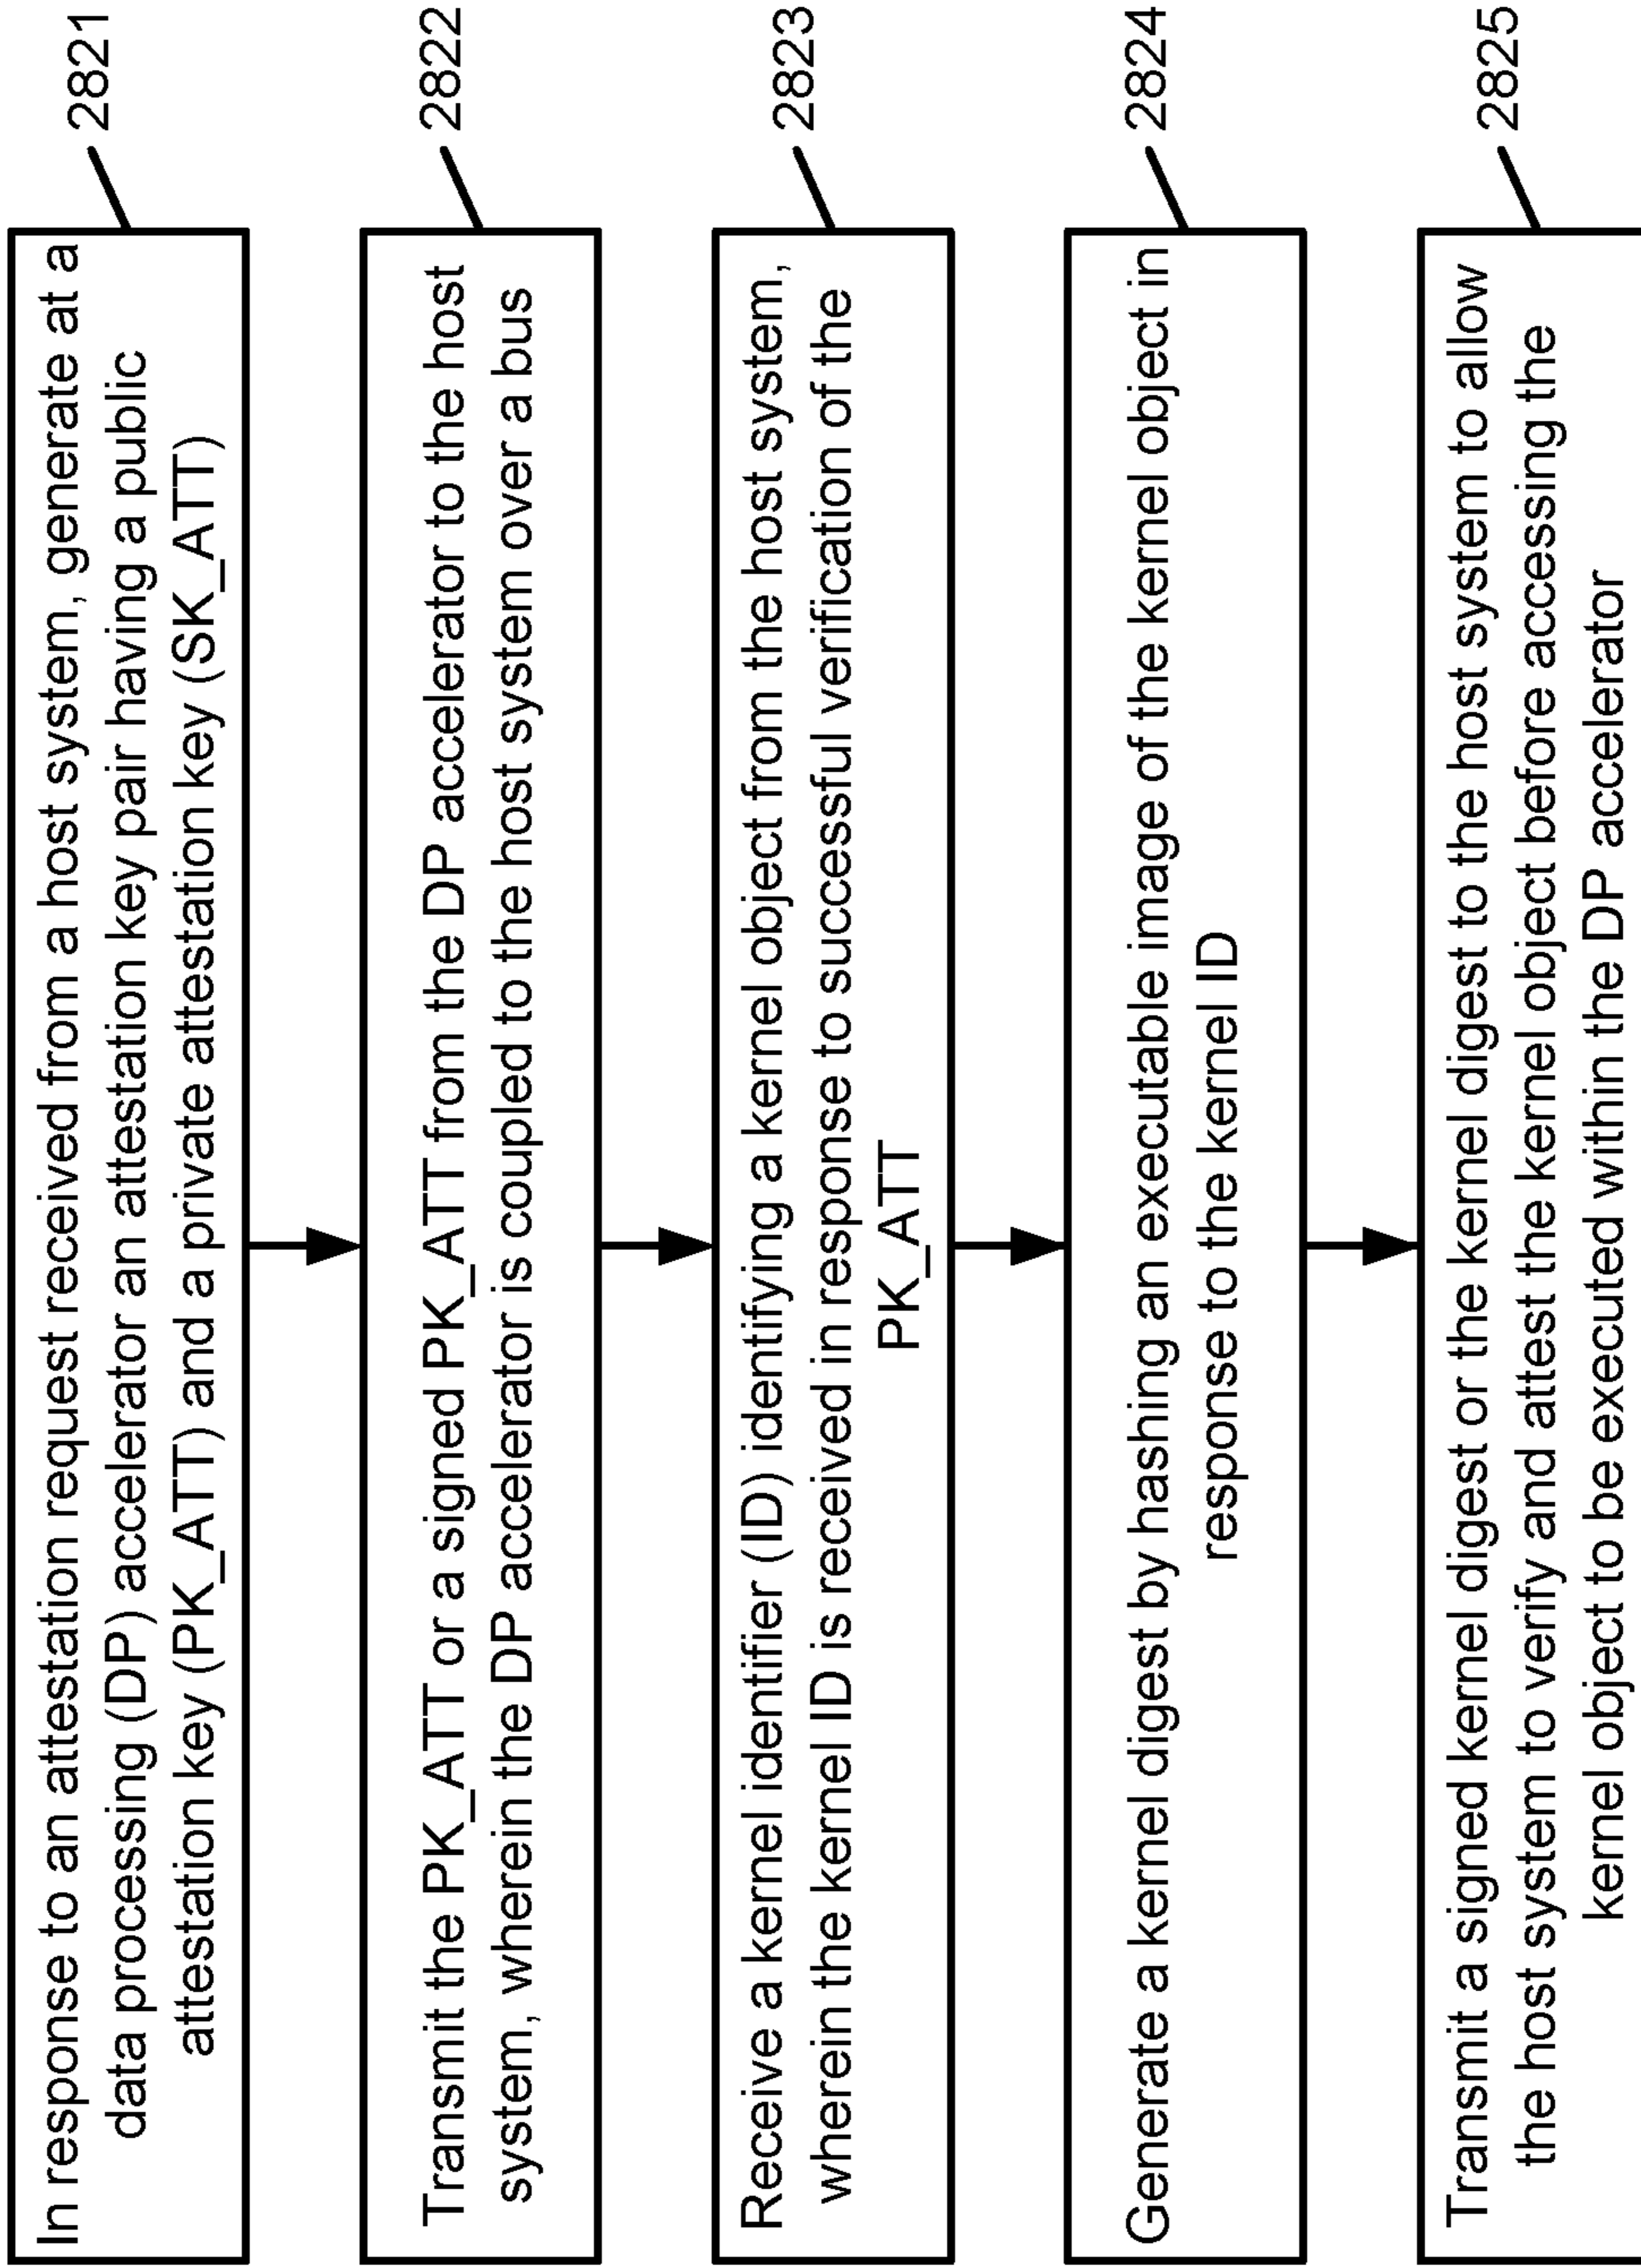 In response to an attestation request received from a host system, generate at a
data processing (DP) accelerator an attestation key pair having a public
attestation key (PK_ATT) and a private attestation key (SK_ATT)
2821
Transmit the PK_ATT or a signed PK_ATT from the DP accelerator to the host
system, wherein the DP accelerator is coupled to the host system over a bus
2822
Receive a kernel identifier (ID) identifying a kernel object from the host system,
wherein the kernel ID is received in response to successful verification of the
PK_ATT
2823
Generate a kernel digest by hashing an executable image of the kernel object in
response to the kernel ID
2824
Transmit a signed kernel digest or the kernel digest to the host system to allow
the host system to verify and attest the kernel object before accessing the
kernel object to be executed within the DP accelerator
2825